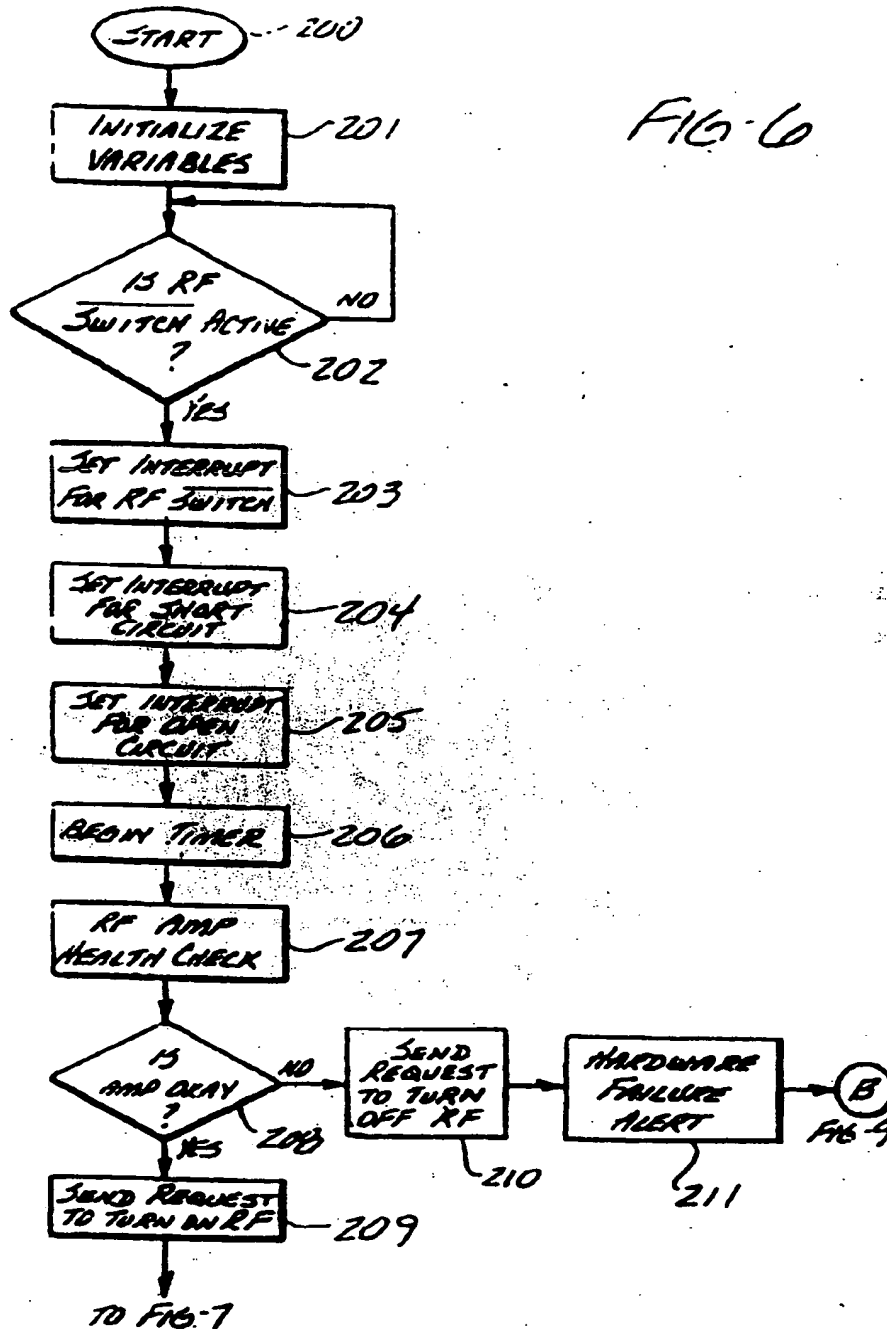 START
200
FIG-6
INITIALIZE
VARIABLES
201
IS RF
SWITCH ACTIVE
?
NO
202
YES
SET INTERRUPT
FOR RF SWITCH
203
SET INTERRUPT
FOR SHORT
CIRCUIT
204
SET INTERRUPT
FOR OPEN
CIRCUIT
205
BEGIN TIMER
206
RF AMP
HEALTH CHECK
207
IS
AMP OKAY
?
NO
208
YES
SEND
REQUEST
TO TURN
OFF RF
210
HARDWARE
FAILURE
ALERT
211
B
FIG-9
SEND REQUEST
TO TURN ON RF
209
TO FIG-7